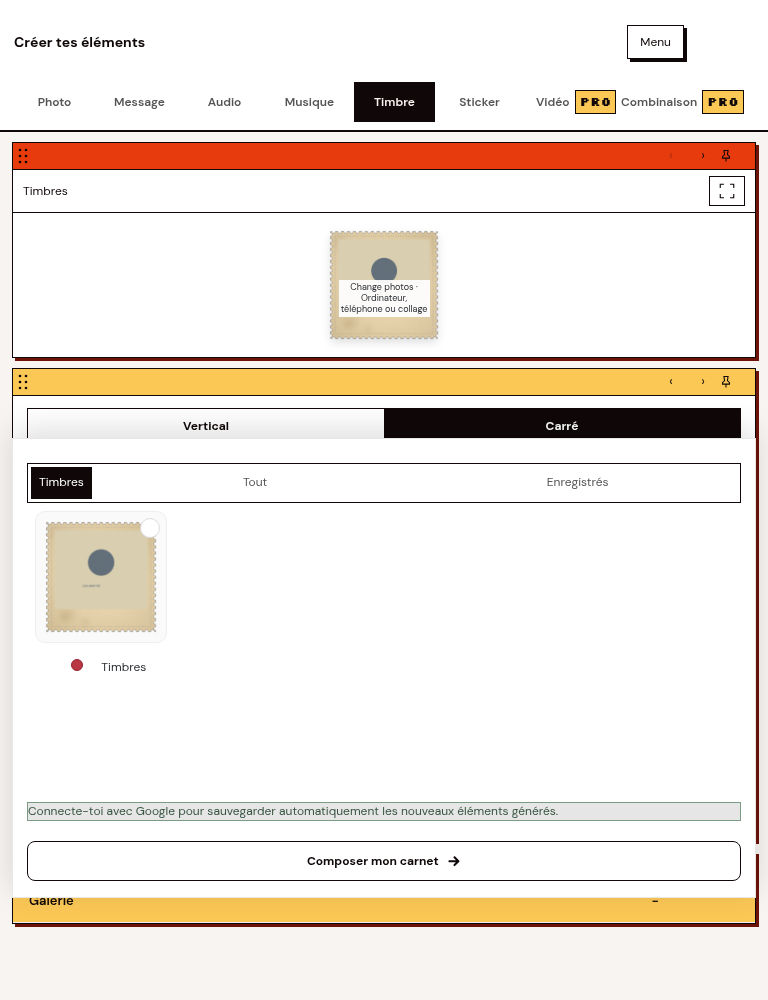 Créer tes éléments
Menu
Photo Message Audio Musique Timbre Sticker Vidéo PRO Combinaison PRO
Timbres
Change photos ·
Ordinateur,
téléphone ou collage
Vertical Carré
Timbres Tout Enregistrés
Timbres
Connecte-toi avec Google pour sauvegarder automatiquement les nouveaux éléments générés.
Composer mon carnet →
Galerie –